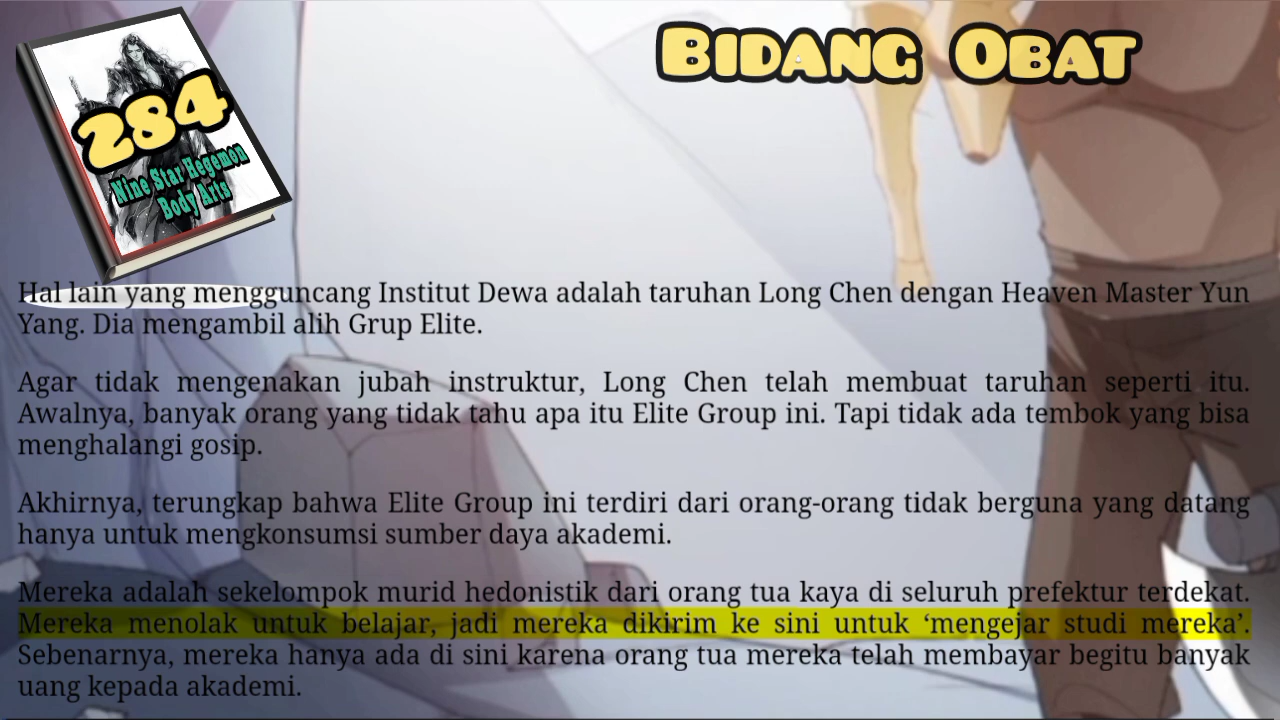 Bidang Obat
284
Nine Star Hegemon
Body Arts
Hal lain yang mengguncang Institut Dewa adalah taruhan Long Chen dengan Heaven Master Yun
Yang. Dia mengambil alih Grup Elite.
Agar tidak mengenakan jubah instruktur, Long Chen telah membuat taruhan seperti itu.
Awalnya, banyak orang yang tidak tahu apa itu Elite Group ini. Tapi tidak ada tembok yang bisa
menghalangi gosip.
Akhirnya, terungkap bahwa Elite Group ini terdiri dari orang-orang tidak berguna yang datang
hanya untuk mengkonsumsi sumber daya akademi.
Mereka adalah sekelompok murid hedonistik dari orang tua kaya di seluruh prefektur terdekat.
Mereka menolak untuk belajar, jadi mereka dikirim ke sini untuk ‘mengejar studi mereka’.
Sebenarnya, mereka hanya ada di sini karena orang tua mereka telah membayar begitu banyak
uang kepada akademi.